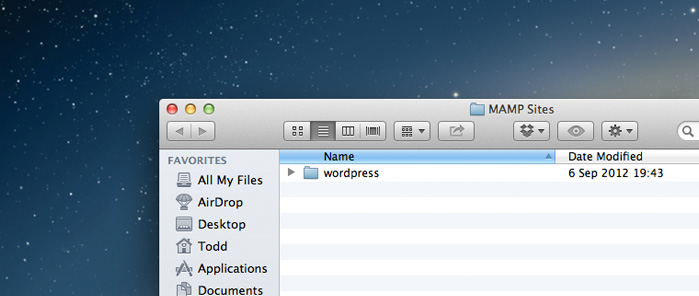 MAMP Sites
FAVORITES
All My Files
AirDrop
Desktop
Todd
Applications
Documents
Name Date Modified
wordpress 6 Sep 2012 19:43